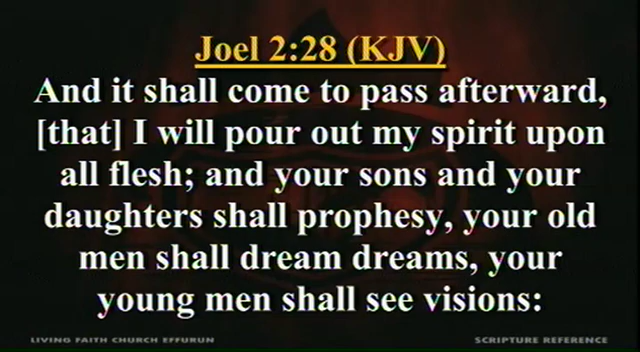 Joel 2:28 (KJV)
And it shall come to pass afterward,
[that] I will pour out my spirit upon
all flesh; and your sons and your
daughters shall prophesy, your old
men shall dream dreams, your
young men shall see visions:
LIVING FAITH CHURCH EFFURUN
SCRIPTURE REFERENCE